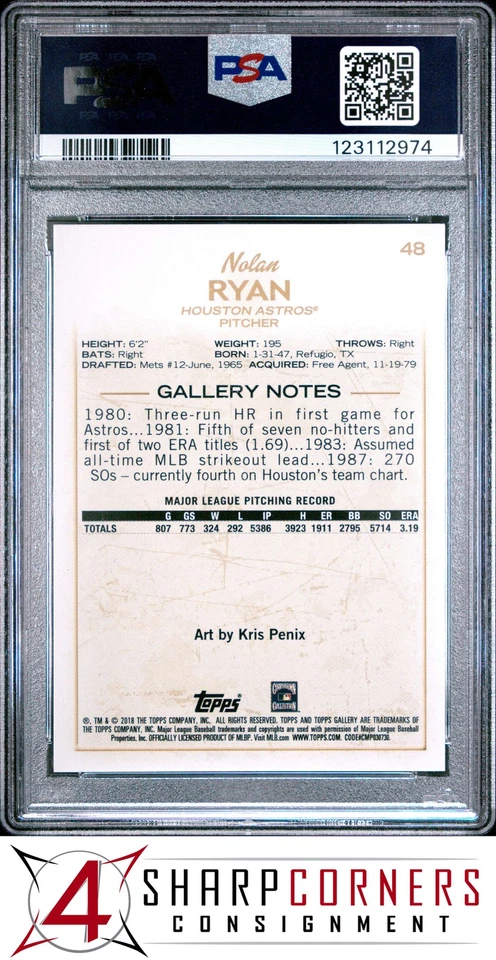 PSA
PSA
123112974
48
Nolan
RYAN
HOUSTON ASTROS®
PITCHER
HEIGHT: 6'2" WEIGHT: 195 THROWS: Right
BATS: Right BORN: 1-31-47, Refugio, TX
DRAFTED: Mets #12-June, 1965 ACQUIRED: Free Agent, 11-19-79
GALLERY NOTES
1980: Three-run HR in first game for
Astros...1981: Fifth of seven no-hitters and
first of two ERA titles (1.69)...1983: Assumed
all-time MLB strikeout lead...1987: 270
SOs – currently fourth on Houston's team chart.
MAJOR LEAGUE PITCHING RECORD
G GS W L IP H ER BB SO ERA
TOTALS 807 773 324 292 5386 3923 1911 2795 5714 3.19
Art by Kris Penix
Topps
COOPERSTOWN COLLECTION
®, TM & © 2018 THE TOPPS COMPANY, INC. ALL RIGHTS RESERVED. TOPPS AND TOPPS GALLERY ARE TRADEMARKS OF
THE TOPPS COMPANY, INC. Major League Baseball trademarks and copyrights are used with permission of Major League Baseball
Properties, Inc. OFFICIALLY LICENSED PRODUCT OF MLBP. Visit MLB.com WWW.TOPPS.COM. CODE#CMP030730.
4 SHARPCORNERS
CONSIGNMENT